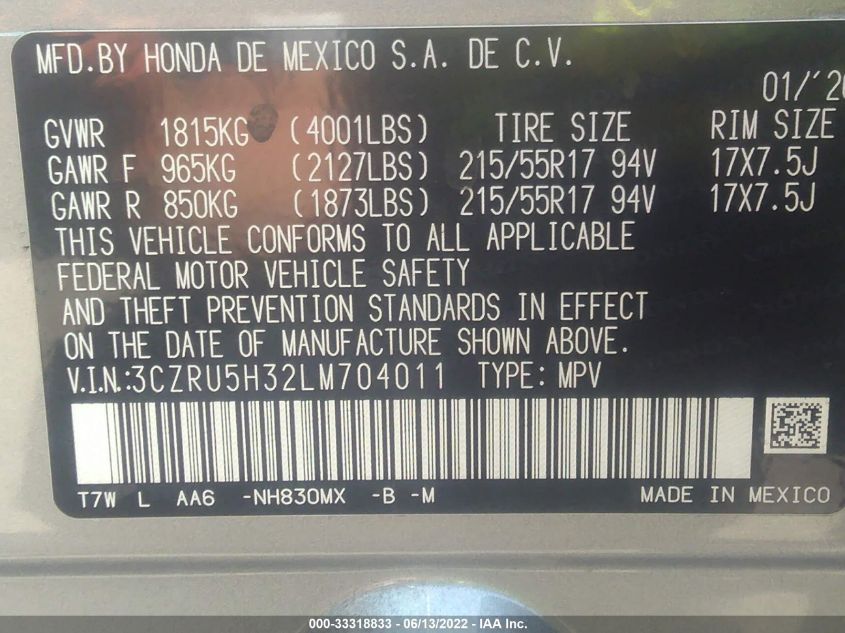 MFD.BY HONDA DE MEXICO S.A. DE C.V.
01/'20
GVWR 1815KG (4001LBS) TIRE SIZE RIM SIZE
GAWR F 965KG (2127LBS) 215/55R17 94V 17X7.5J
GAWR R 850KG (1873LBS) 215/55R17 94V 17X7.5J
THIS VEHICLE CONFORMS TO ALL APPLICABLE
FEDERAL MOTOR VEHICLE SAFETY
AND THEFT PREVENTION STANDARDS IN EFFECT
ON THE DATE OF MANUFACTURE SHOWN ABOVE.
V.I.N.:3CZRU5H32LM704011 TYPE: MPV
T7W L AA6 -NH830MX -B -M MADE IN MEXICO
000-33318833 - 06/13/2022 - IAA Inc.